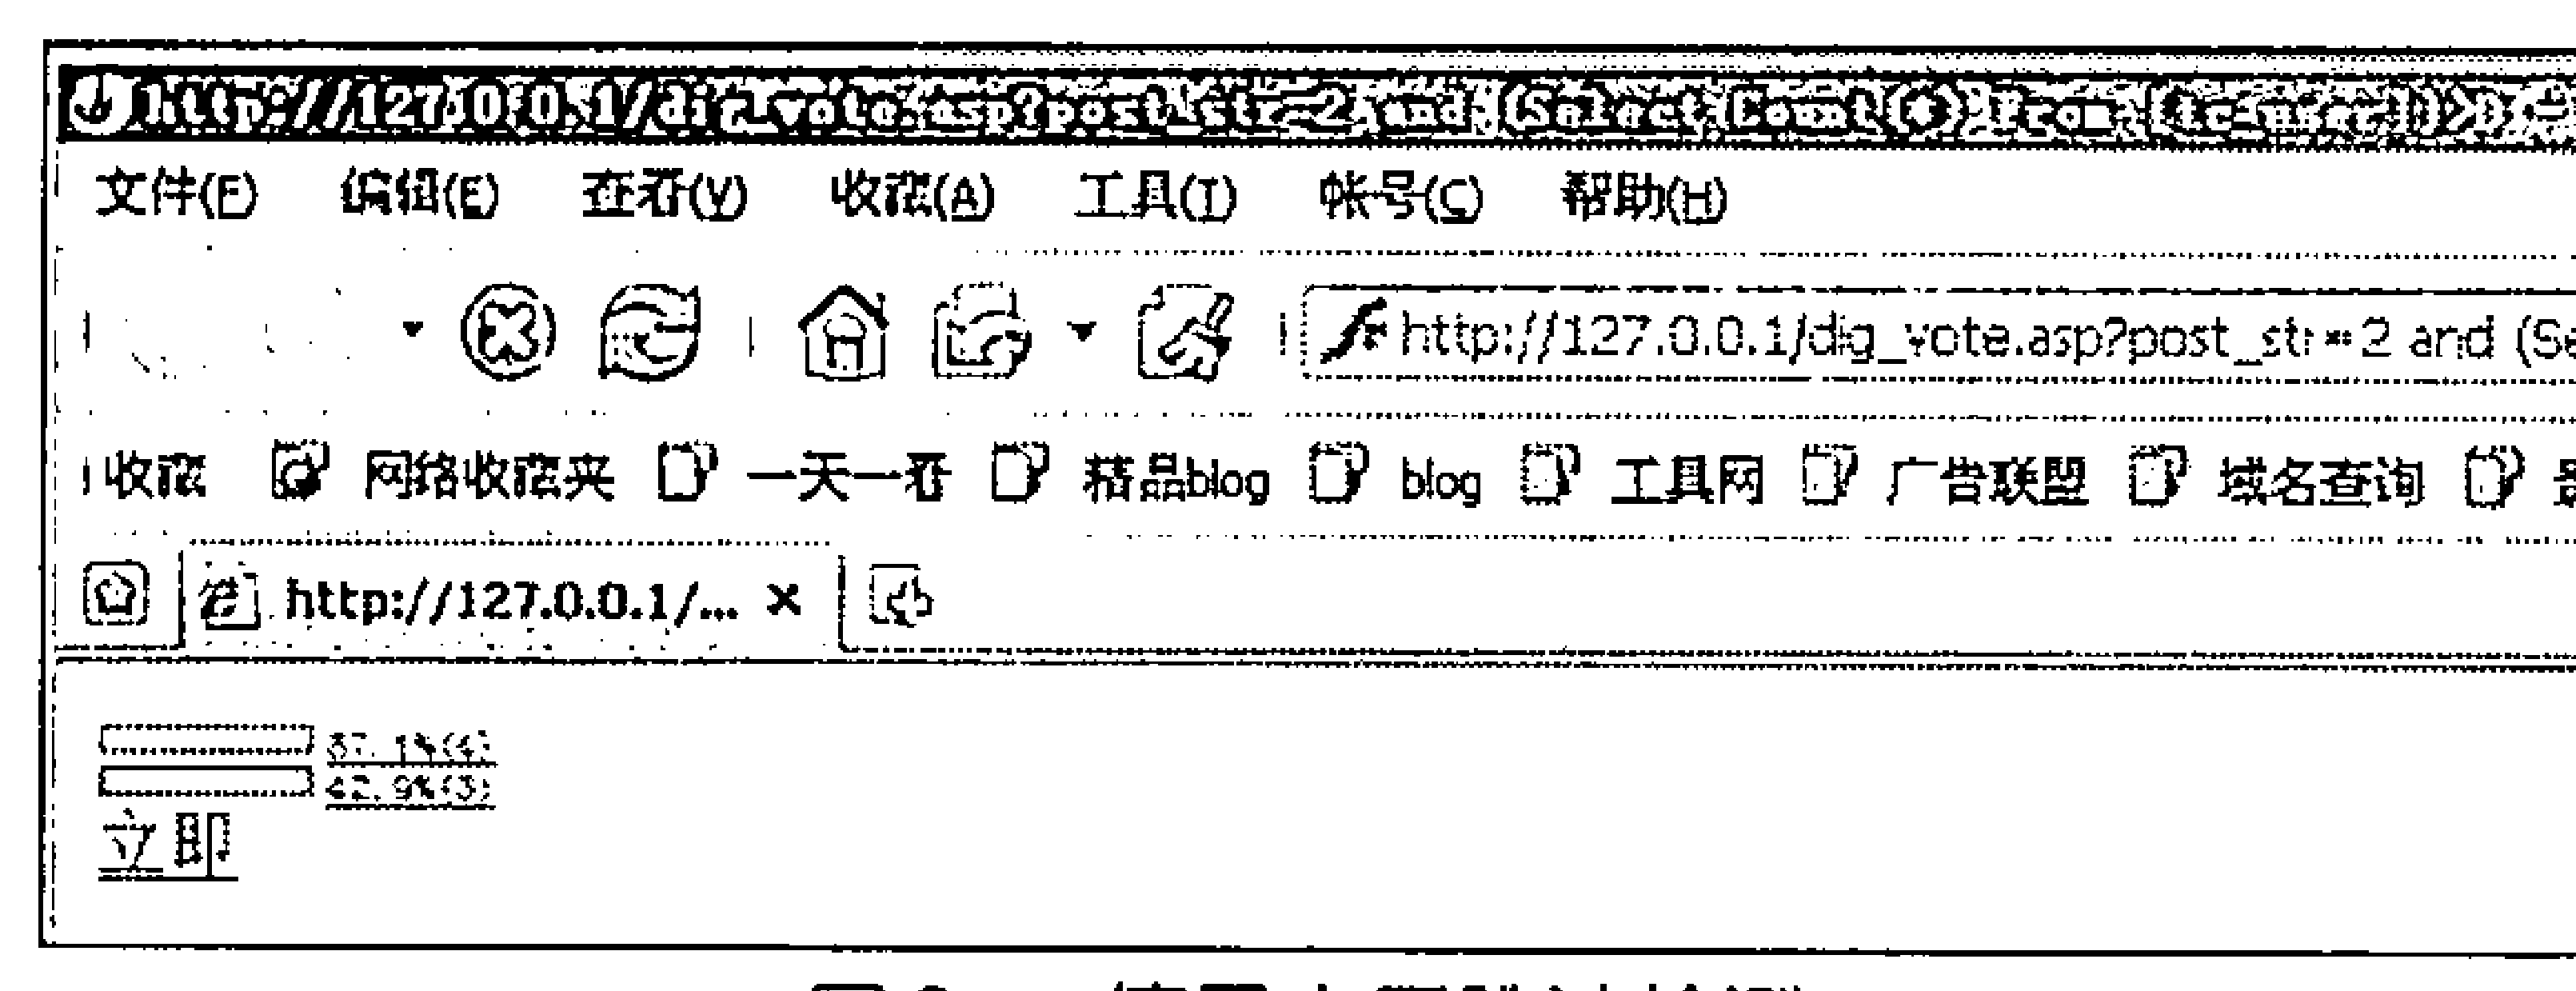 http://127.0.0.1/dig_vote.asp?post_str=2 and (Select Count(*) From
文件(F) 编辑(E) 查看(V) 收藏(A) 工具(T) 帐号(C) 帮助(H)
http://127.0.0.1/dig_vote.asp?post_str=2 and (Se
收藏 网络收藏夹 一天一看 精品blog blog 工具网 广告联盟 域名查询
http://127.0.0.1/...
57.1%(4)
42.9%(3)
立即